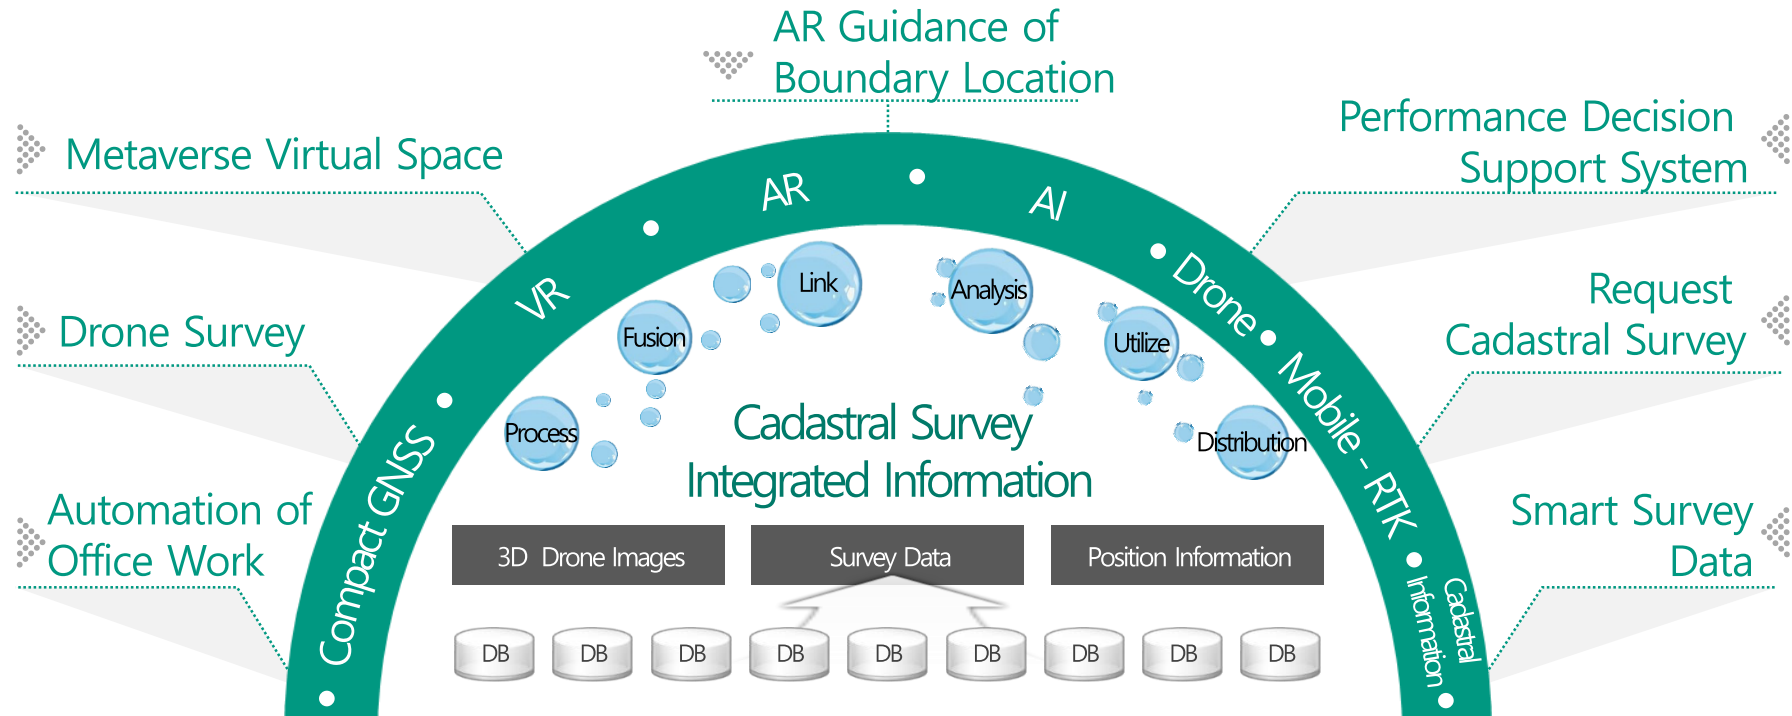 AR Guidance of
Boundary Location
Metaverse Virtual Space
Performance Decision
Support System
Drone Survey
Request
Cadastral Survey
Automation of
Office Work
Smart Survey
Data
Compact GNSS
VR
AR
AI
Drone
Mobile - RTK
Cadastral
Information
Process
Fusion
Link
Analysis
Utilize
Distribution
Cadastral Survey
Integrated Information
3D Drone Images
Survey Data
Position Information
DB
DB
DB
DB
DB
DB
DB
DB
DB